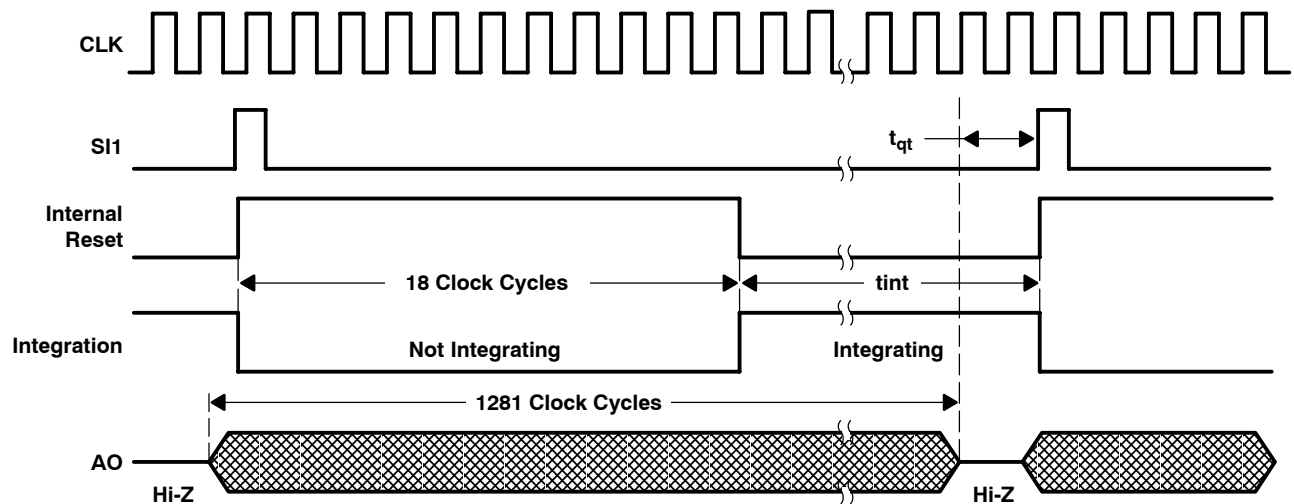 CLK
SI1
t_qt
Internal
Reset
18 Clock Cycles
tint
Integration
Not Integrating
Integrating
1281 Clock Cycles
AO
Hi-Z
Hi-Z